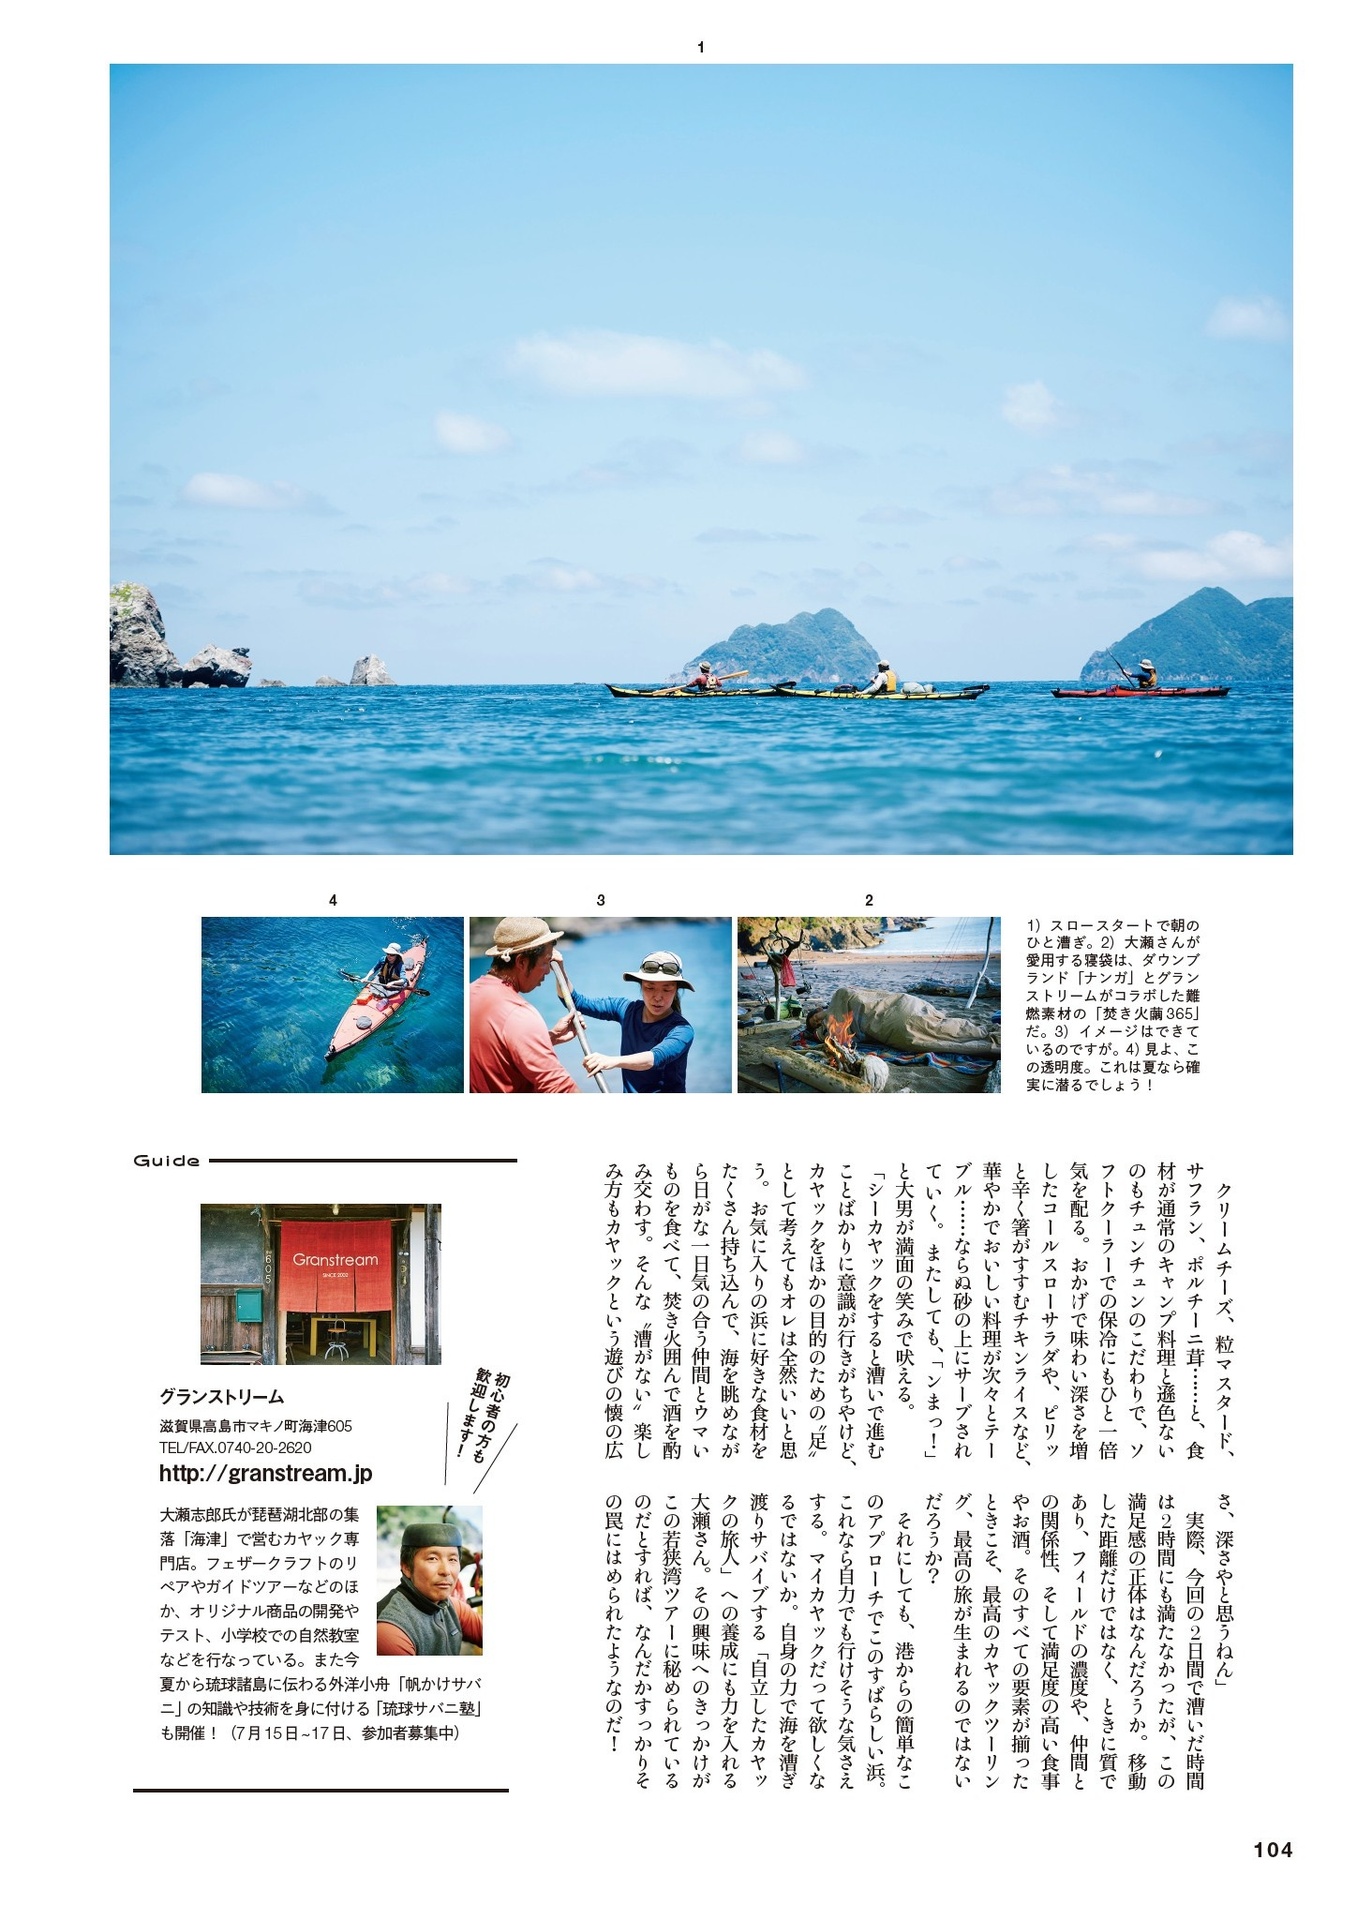 1
4
3
2
1）スロースタートで朝の
ひと漕ぎ。2）大瀬さんが
愛用する寝袋は、ダウンブ
ランド「ナンガ」とグラン
ストリームがコラボした難
燃素材の「焚き火繭365」
だ。3）イメージはできて
いるのですが。4）見よ、こ
の透明度。これは夏なら確
実に潜るでしょう！
クリームチーズ、粒マスタード、
サフラン、ポルチーニ茸……と、食
材が通常のキャンプ料理と遜色ない
のもチュンチュンのこだわりで、ソ
フトクーラーでの保冷にもひと一倍
気を配る。おかげで味わい深さを増
したコールスローサラダや、ピリッ
と辛く箸がすすむチキンライスなど、
華やかでおいしい料理が次々とテー
ブル……ならぬ砂の上にサーブされ
ていく。またしても、「ンまっ！」
と大男が満面の笑みで吠える。
「シーカヤックをすると漕いで進む
ことばかりに意識が行きがちやけど、
カヤックをほかの目的のための〝足〟
として考えてもオレは全然いいと思
う。お気に入りの浜に好きな食材を
たくさん持ち込んで、海を眺めなが
ら日がな一日気の合う仲間とウマい
ものを食べて、焚き火囲んで酒を酌
み交わす。そんな〝漕がない〟楽し
み方もカヤックという遊びの懐の広
さ、深さやと思うねん」
実際、今回の2日間で漕いだ時間
は2時間にも満たなかったが、この
満足感の正体はなんだろうか。移動
した距離だけではなく、ときに質で
あり、フィールドの濃度や、仲間と
の関係性、そして満足度の高い食事
やお酒。そのすべての要素が揃った
ときこそ、最高のカヤックツーリン
グ、最高の旅が生まれるのではない
だろうか？
それにしても、港からの簡単なこ
のアプローチでこのすばらしい浜。
これなら自力でも行けそうな気さえ
する。マイカヤックだって欲しくな
るではないか。自身の力で海を漕ぎ
渡りサバイブする「自立したカヤッ
クの旅人」への養成にも力を入れる
大瀬さん。その興味へのきっかけが
この若狭湾ツアーに秘められている
のだとすれば、なんだかすっかりそ
の罠にはめられたようなのだ！
Guide
Granstream
SINCE 2002
605
グランストリーム
滋賀県高島市マキノ町海津605
TEL/FAX.0740-20-2620
http://granstream.jp
初心者の方も
歓迎します！
大瀬志郎氏が琵琶湖北部の集
落「海津」で営むカヤック専
門店。フェザークラフトのリ
ペアやガイドツアーなどのほ
か、オリジナル商品の開発や
テスト、小学校での自然教室
などを行なっている。また今
夏から琉球諸島に伝わる外洋小舟「帆かけサバ
ニ」の知識や技術を身に付ける「琉球サバニ塾」
も開催！（7月15日~17日、参加者募集中）
104